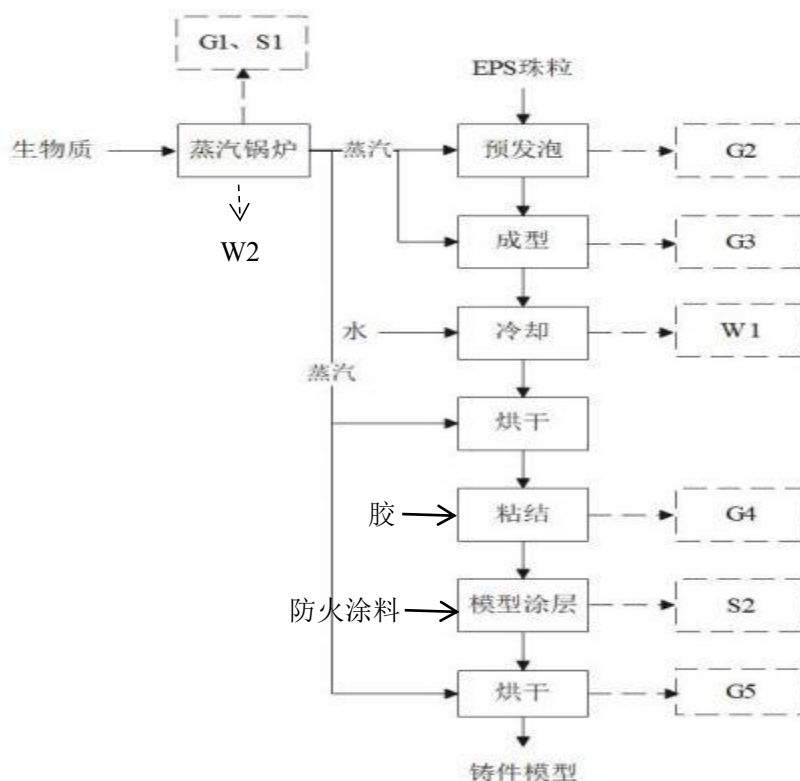 G1、S1
EPS珠粒
生物质
蒸汽锅炉
蒸汽
预发泡
G2
W2
成型
G3
水
冷却
W1
蒸汽
烘干
胶
粘结
G4
防火涂料
模型涂层
S2
烘干
G5
铸件模型